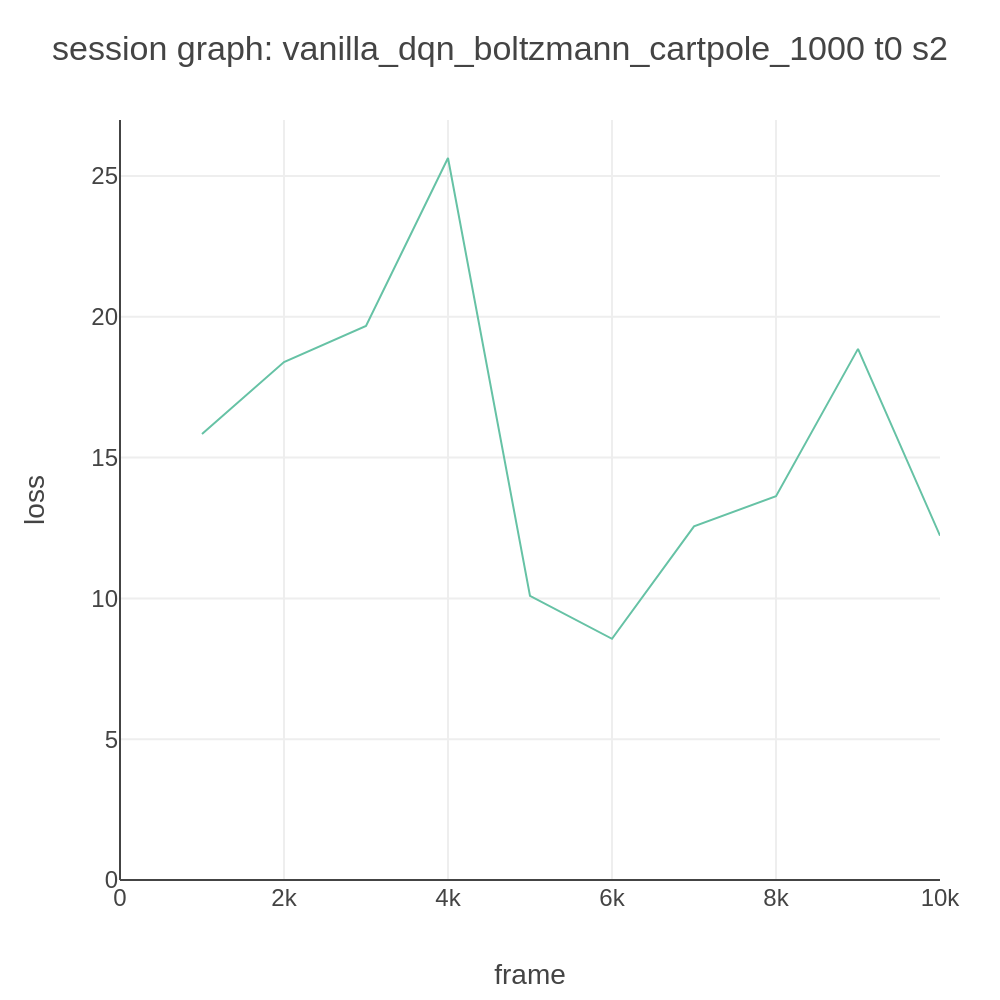 session graph: vanilla_dqn_boltzmann_cartpole_1000 t0 s2
25
20
15
10
5
0
loss
0 2k 4k 6k 8k 10k
frame